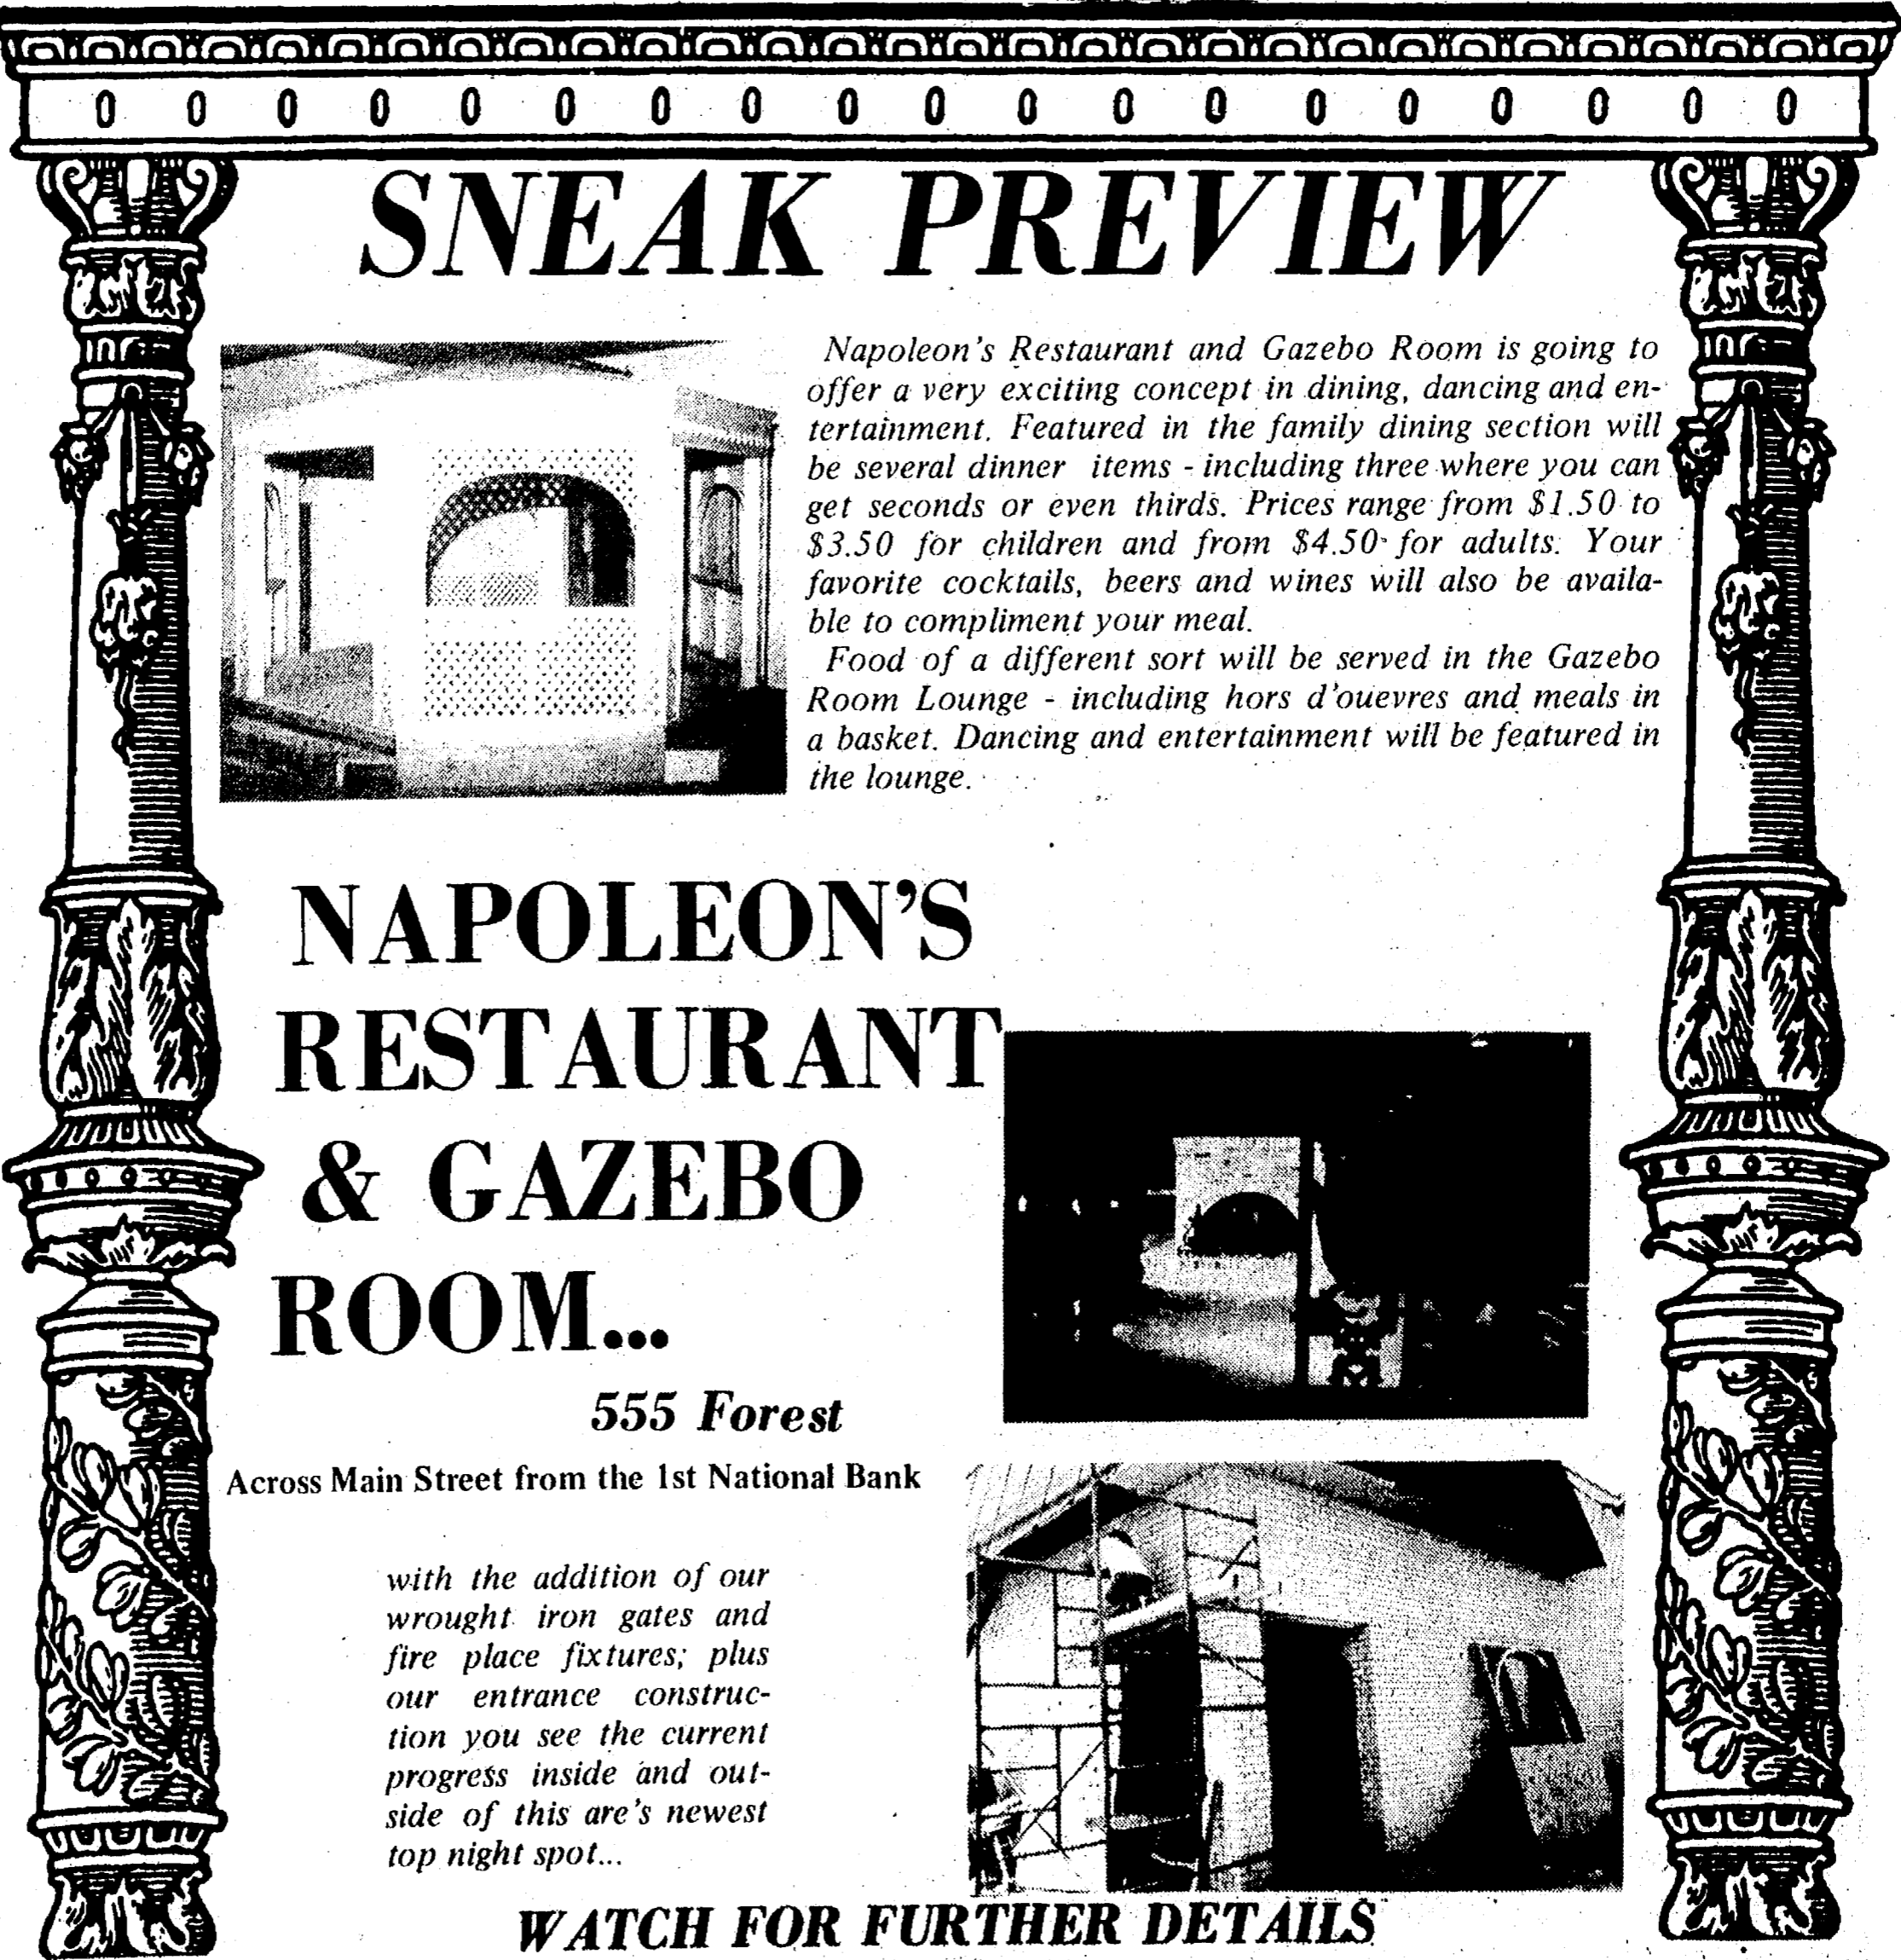 SNEAK PREVIEW
Napoleon's Restaurant and Gazebo Room is going to
offer a very exciting concept in dining, dancing and en-
tertainment. Featured in the family dining section will
be several dinner items - including three where you can
get seconds or even thirds. Prices range from $1.50 to
$3.50 for children and from $4.50 for adults. Your
favorite cocktails, beers and wines will also be availa-
ble to compliment your meal.
Food of a different sort will be served in the Gazebo
Room Lounge - including hors d'ouevres and meals in
a basket. Dancing and entertainment will be featured in
the lounge.
NAPOLEON'S
RESTAURANT
& GAZEBO
ROOM...
555 Forest
Across Main Street from the 1st National Bank
with the addition of our
wrought iron gates and
fire place fixtures; plus
our entrance construc-
tion you see the current
progress inside and out-
side of this are's newest
top night spot...
WATCH FOR FURTHER DETAILS